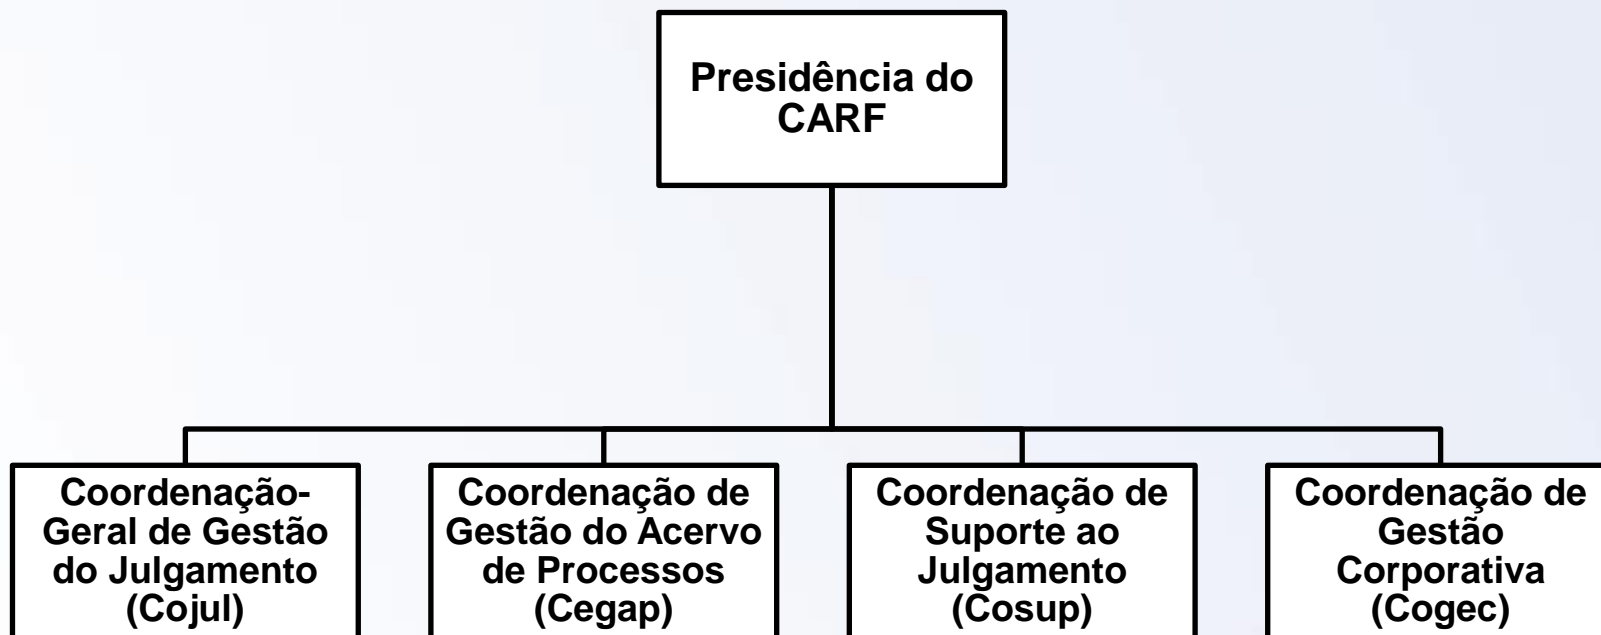 Presidência do
CARF
Coordenação-
Geral de Gestão
do Julgamento
(Cojul)
Coordenação de
Gestão do Acervo
de Processos
(Cegap)
Coordenação de
Suporte ao
Julgamento
(Cosup)
Coordenação de
Gestão
Corporativa
(Cogec)